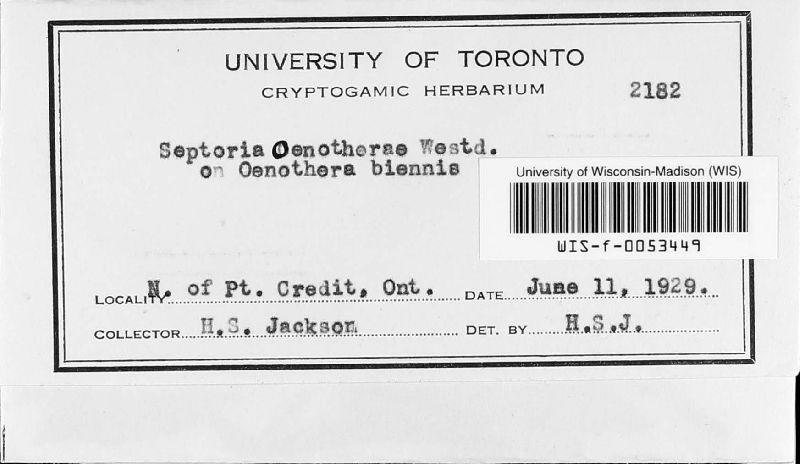 UNIVERSITY OF TORONTO
CRYPTOGAMIC HERBARIUM
2182
Septoria Oenotherae Westd.
on Oenothera biennis
University of Wisconsin-Madison (WIS)
WIS-f-0053449
LOCALITY N. of Pt. Credit, Ont. DATE June 11, 1929.
COLLECTOR H.S. Jackson DET. BY H.S.J.